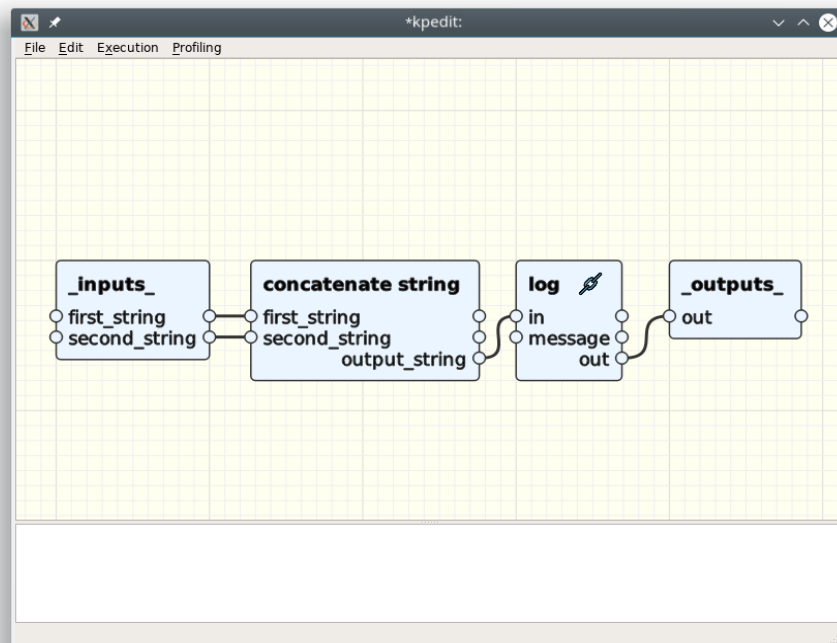 *kpedit:
File Edit Execution Profiling
_inputs_
first_string
second_string
concatenate string
first_string
second_string
output_string
log
in
message
out
_outputs_
out